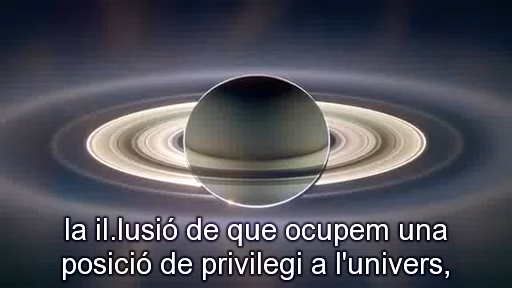 la il.lusió de que ocupem una
posició de privilegi a l'univers,